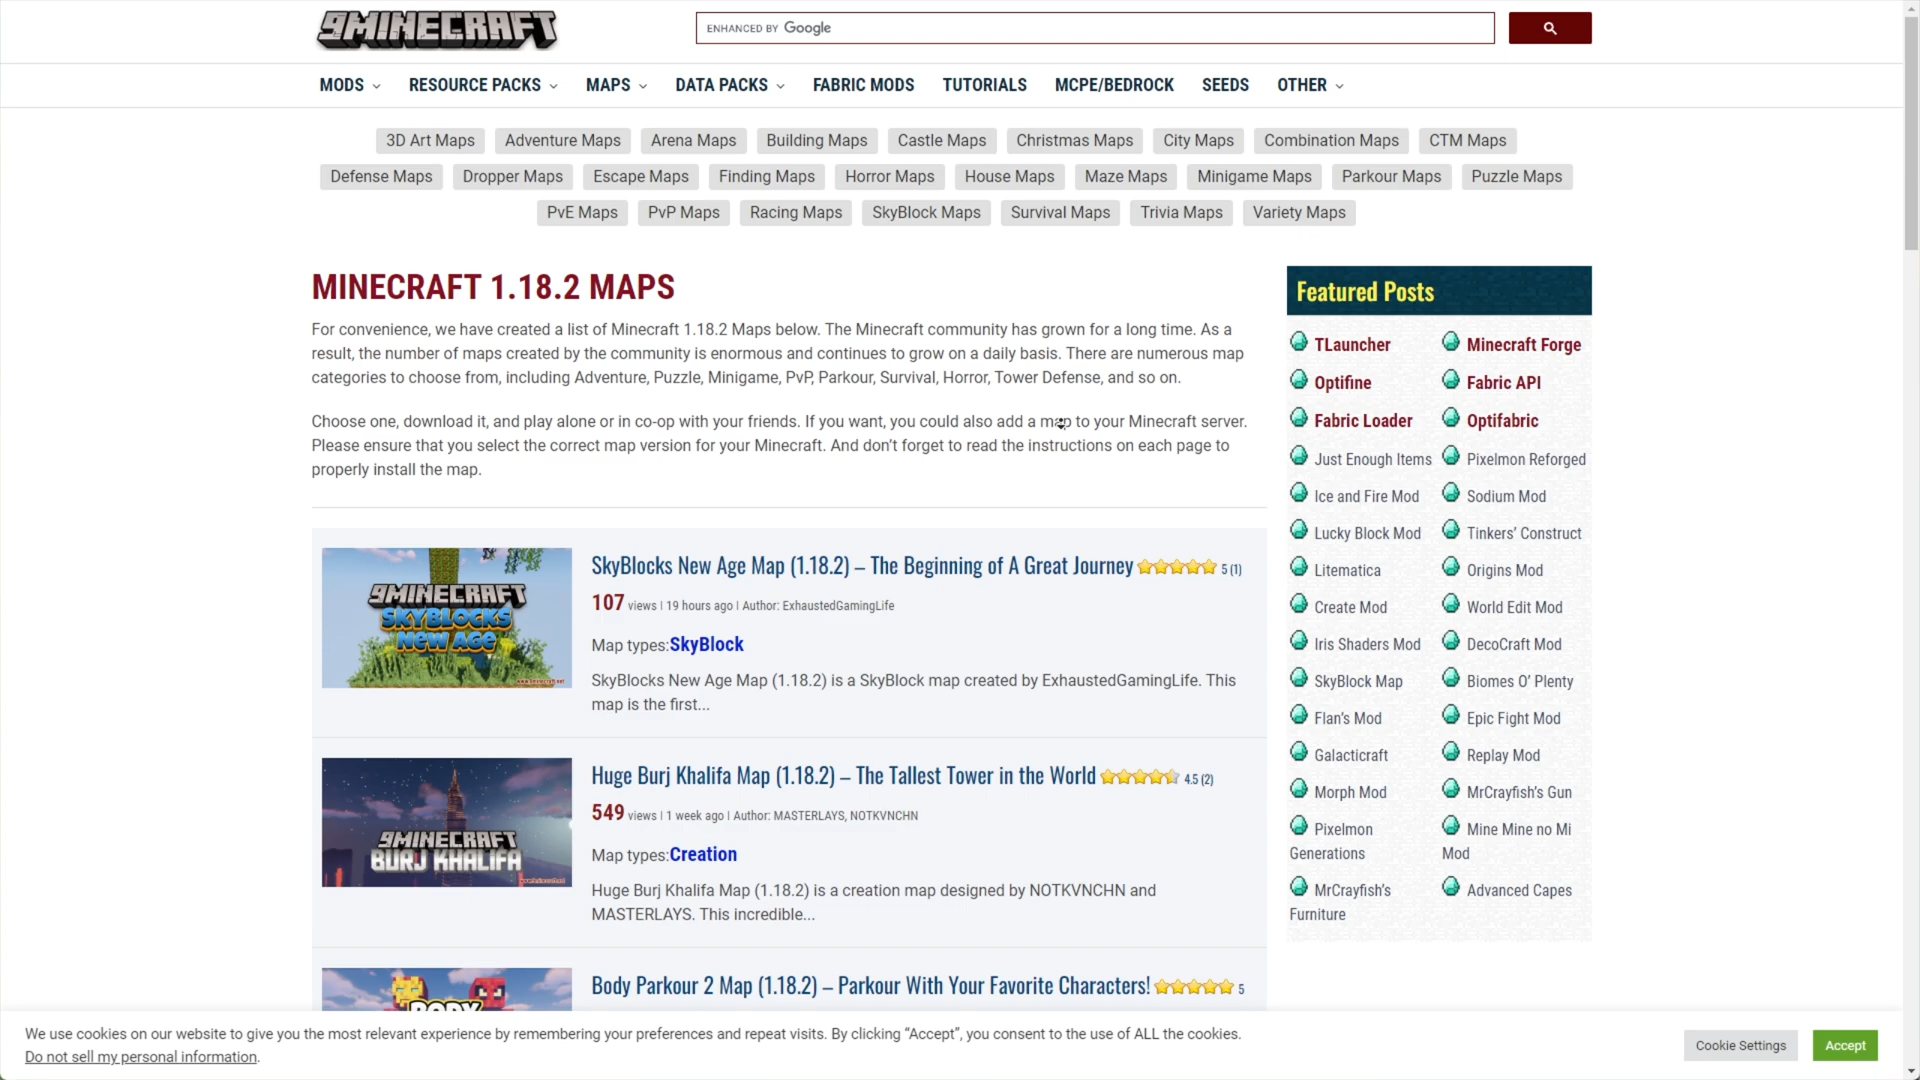 9MINECRAFT
ENHANCED BY Google
MODS RESOURCE PACKS MAPS DATA PACKS FABRIC MODS TUTORIALS MCPE/BEDROCK SEEDS OTHER
3D Art Maps Adventure Maps Arena Maps Building Maps Castle Maps Christmas Maps City Maps Combination Maps CTM Maps
Defense Maps Dropper Maps Escape Maps Finding Maps Horror Maps House Maps Maze Maps Minigame Maps Parkour Maps Puzzle Maps
PvE Maps PvP Maps Racing Maps SkyBlock Maps Survival Maps Trivia Maps Variety Maps
MINECRAFT 1.18.2 MAPS
For convenience, we have created a list of Minecraft 1.18.2 Maps below. The Minecraft community has grown for a long time. As a
result, the number of maps created by the community is enormous and continues to grow on a daily basis. There are numerous map
categories to choose from, including Adventure, Puzzle, Minigame, PvP, Parkour, Survival, Horror, Tower Defense, and so on.
Choose one, download it, and play alone or in co-op with your friends. If you want, you could also add a map to your Minecraft server.
Please ensure that you select the correct map version for your Minecraft. And don’t forget to read the instructions on each page to
properly install the map.
9MINECRAFT
SKYBLOCKS
NEW AGE
www.9minecraft.net
SkyBlocks New Age Map (1.18.2) – The Beginning of A Great Journey 5 (1)
107 views | 19 hours ago | Author: ExhaustedGamingLife
Map types:SkyBlock
SkyBlocks New Age Map (1.18.2) is a SkyBlock map created by ExhaustedGamingLife. This
map is the first...
9MINECRAFT
BURJ KHALIFA
www.9minecraft.net
Huge Burj Khalifa Map (1.18.2) – The Tallest Tower in the World 4.5 (2)
549 views | 1 week ago | Author: MASTERLAYS, NOTKVNCHN
Map types:Creation
Huge Burj Khalifa Map (1.18.2) is a creation map designed by NOTKVNCHN and
MASTERLAYS. This incredible...
BODY
Body Parkour 2 Map (1.18.2) – Parkour With Your Favorite Characters! 5
Featured Posts
TLauncher Minecraft Forge
Optifine Fabric API
Fabric Loader Optifabric
Just Enough Items Pixelmon Reforged
Ice and Fire Mod Sodium Mod
Lucky Block Mod Tinkers’ Construct
Litematica Origins Mod
Create Mod World Edit Mod
Iris Shaders Mod DecoCraft Mod
SkyBlock Map Biomes O’ Plenty
Flan’s Mod Epic Fight Mod
Galacticraft Replay Mod
Morph Mod MrCrayfish’s Gun
Pixelmon Mine Mine no Mi
Generations Mod
MrCrayfish’s Advanced Capes
Furniture
We use cookies on our website to give you the most relevant experience by remembering your preferences and repeat visits. By clicking “Accept”, you consent to the use of ALL the cookies.
Do not sell my personal information.
Cookie Settings Accept